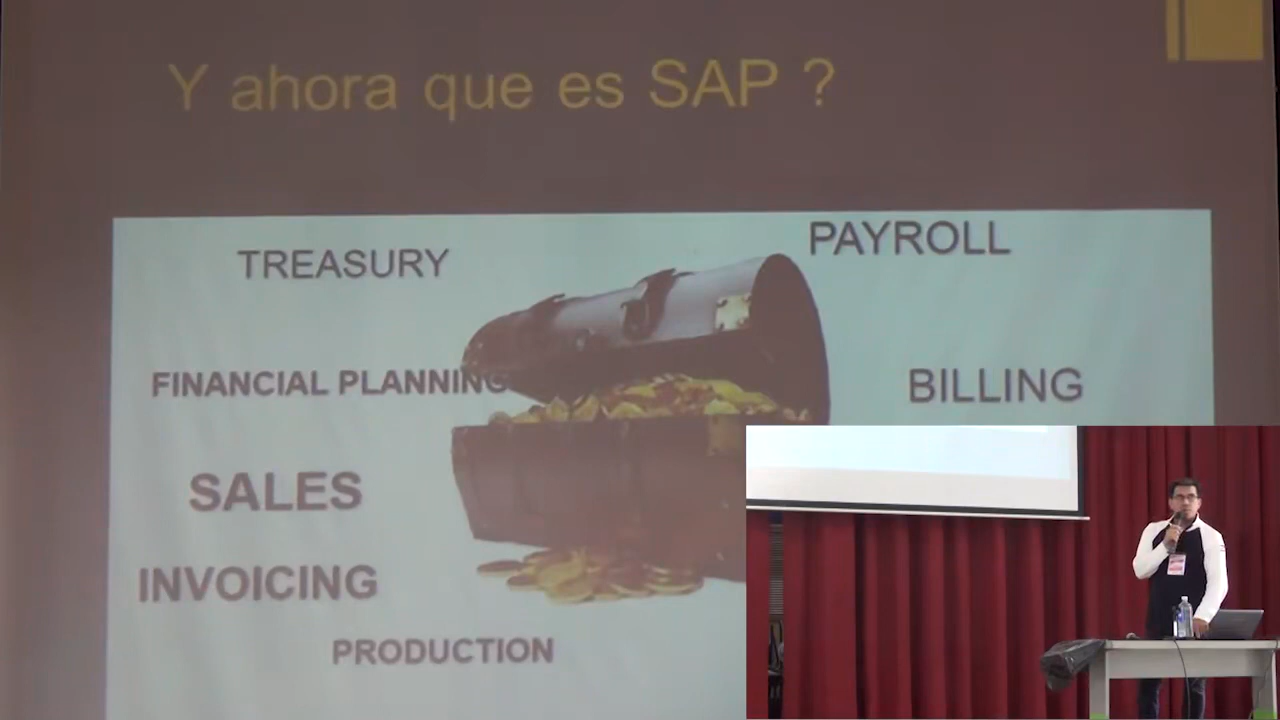 Y ahora que es SAP ?
TREASURY
PAYROLL
FINANCIAL PLANNING
BILLING
SALES
INVOICING
PRODUCTION